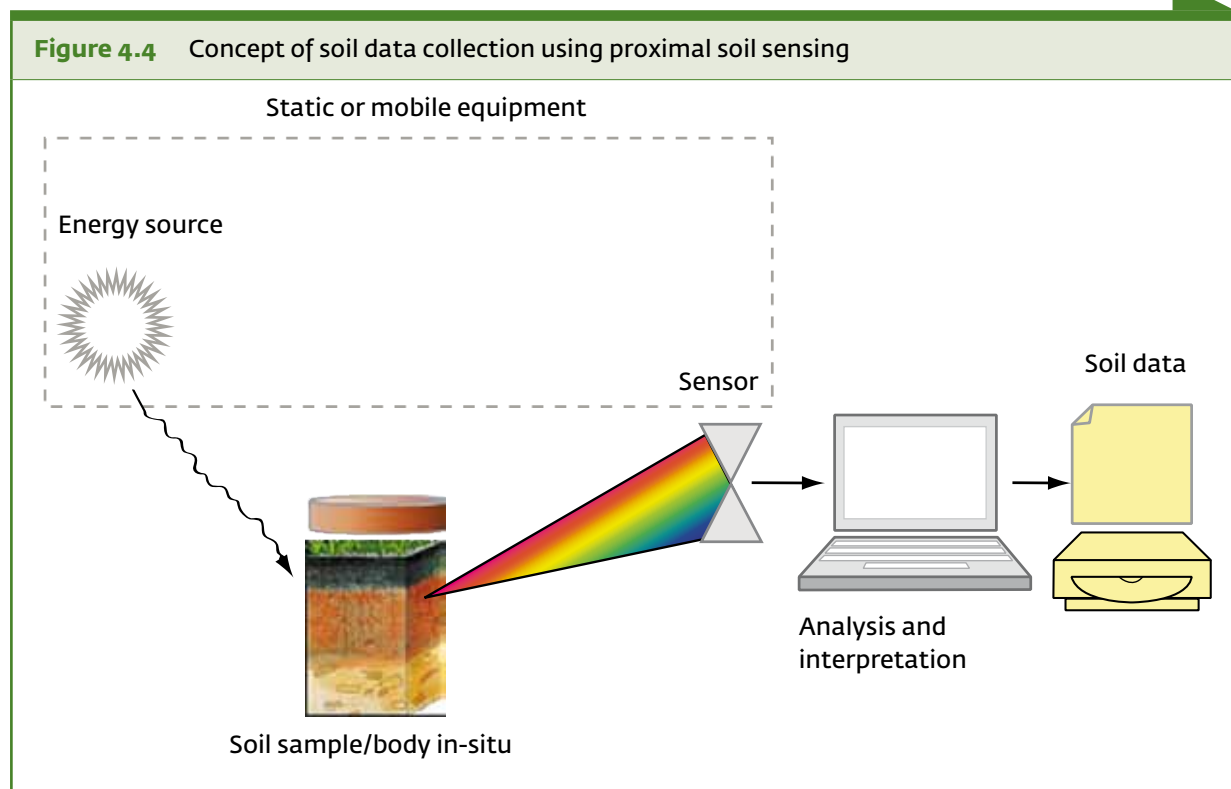 Figure 4.4 Concept of soil data collection using proximal soil sensing
Static or mobile equipment
Energy source
Sensor
Soil data
Analysis and
interpretation
Soil sample/body in-situ